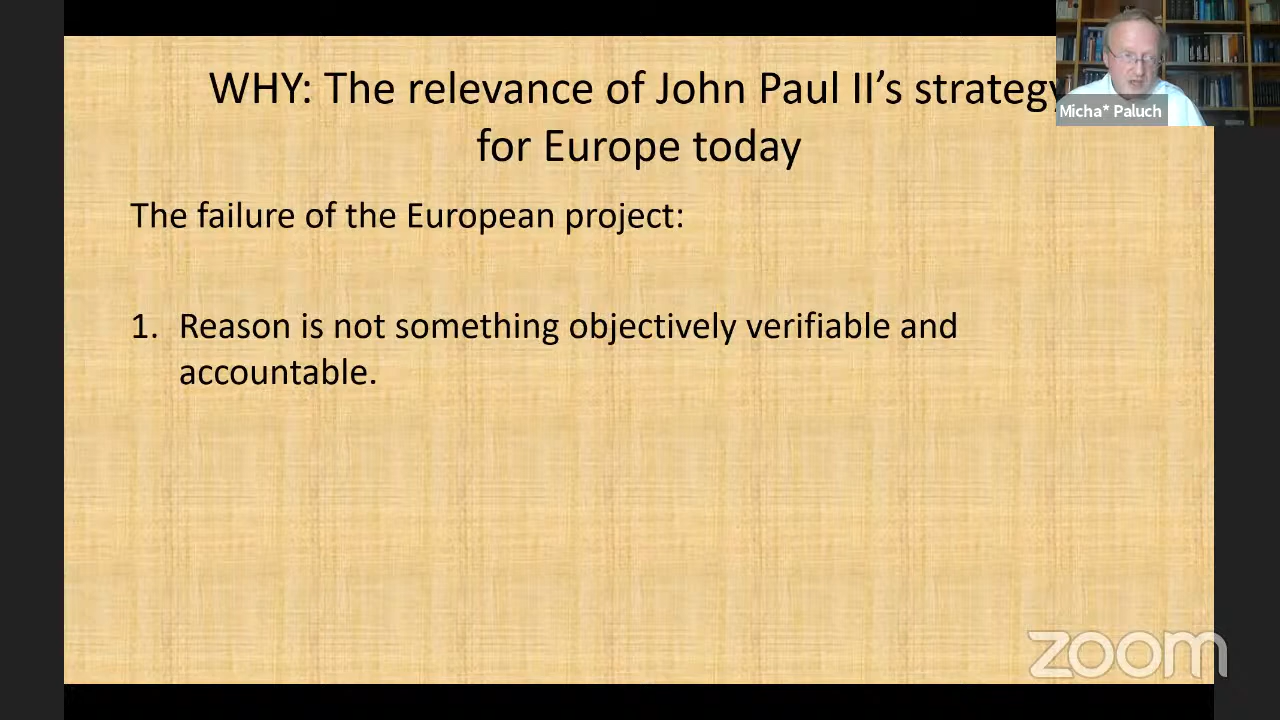 WHY: The relevance of John Paul II’s strategy
for Europe today
Micha* Paluch
The failure of the European project:
1. Reason is not something objectively verifiable and
accountable.
zoom